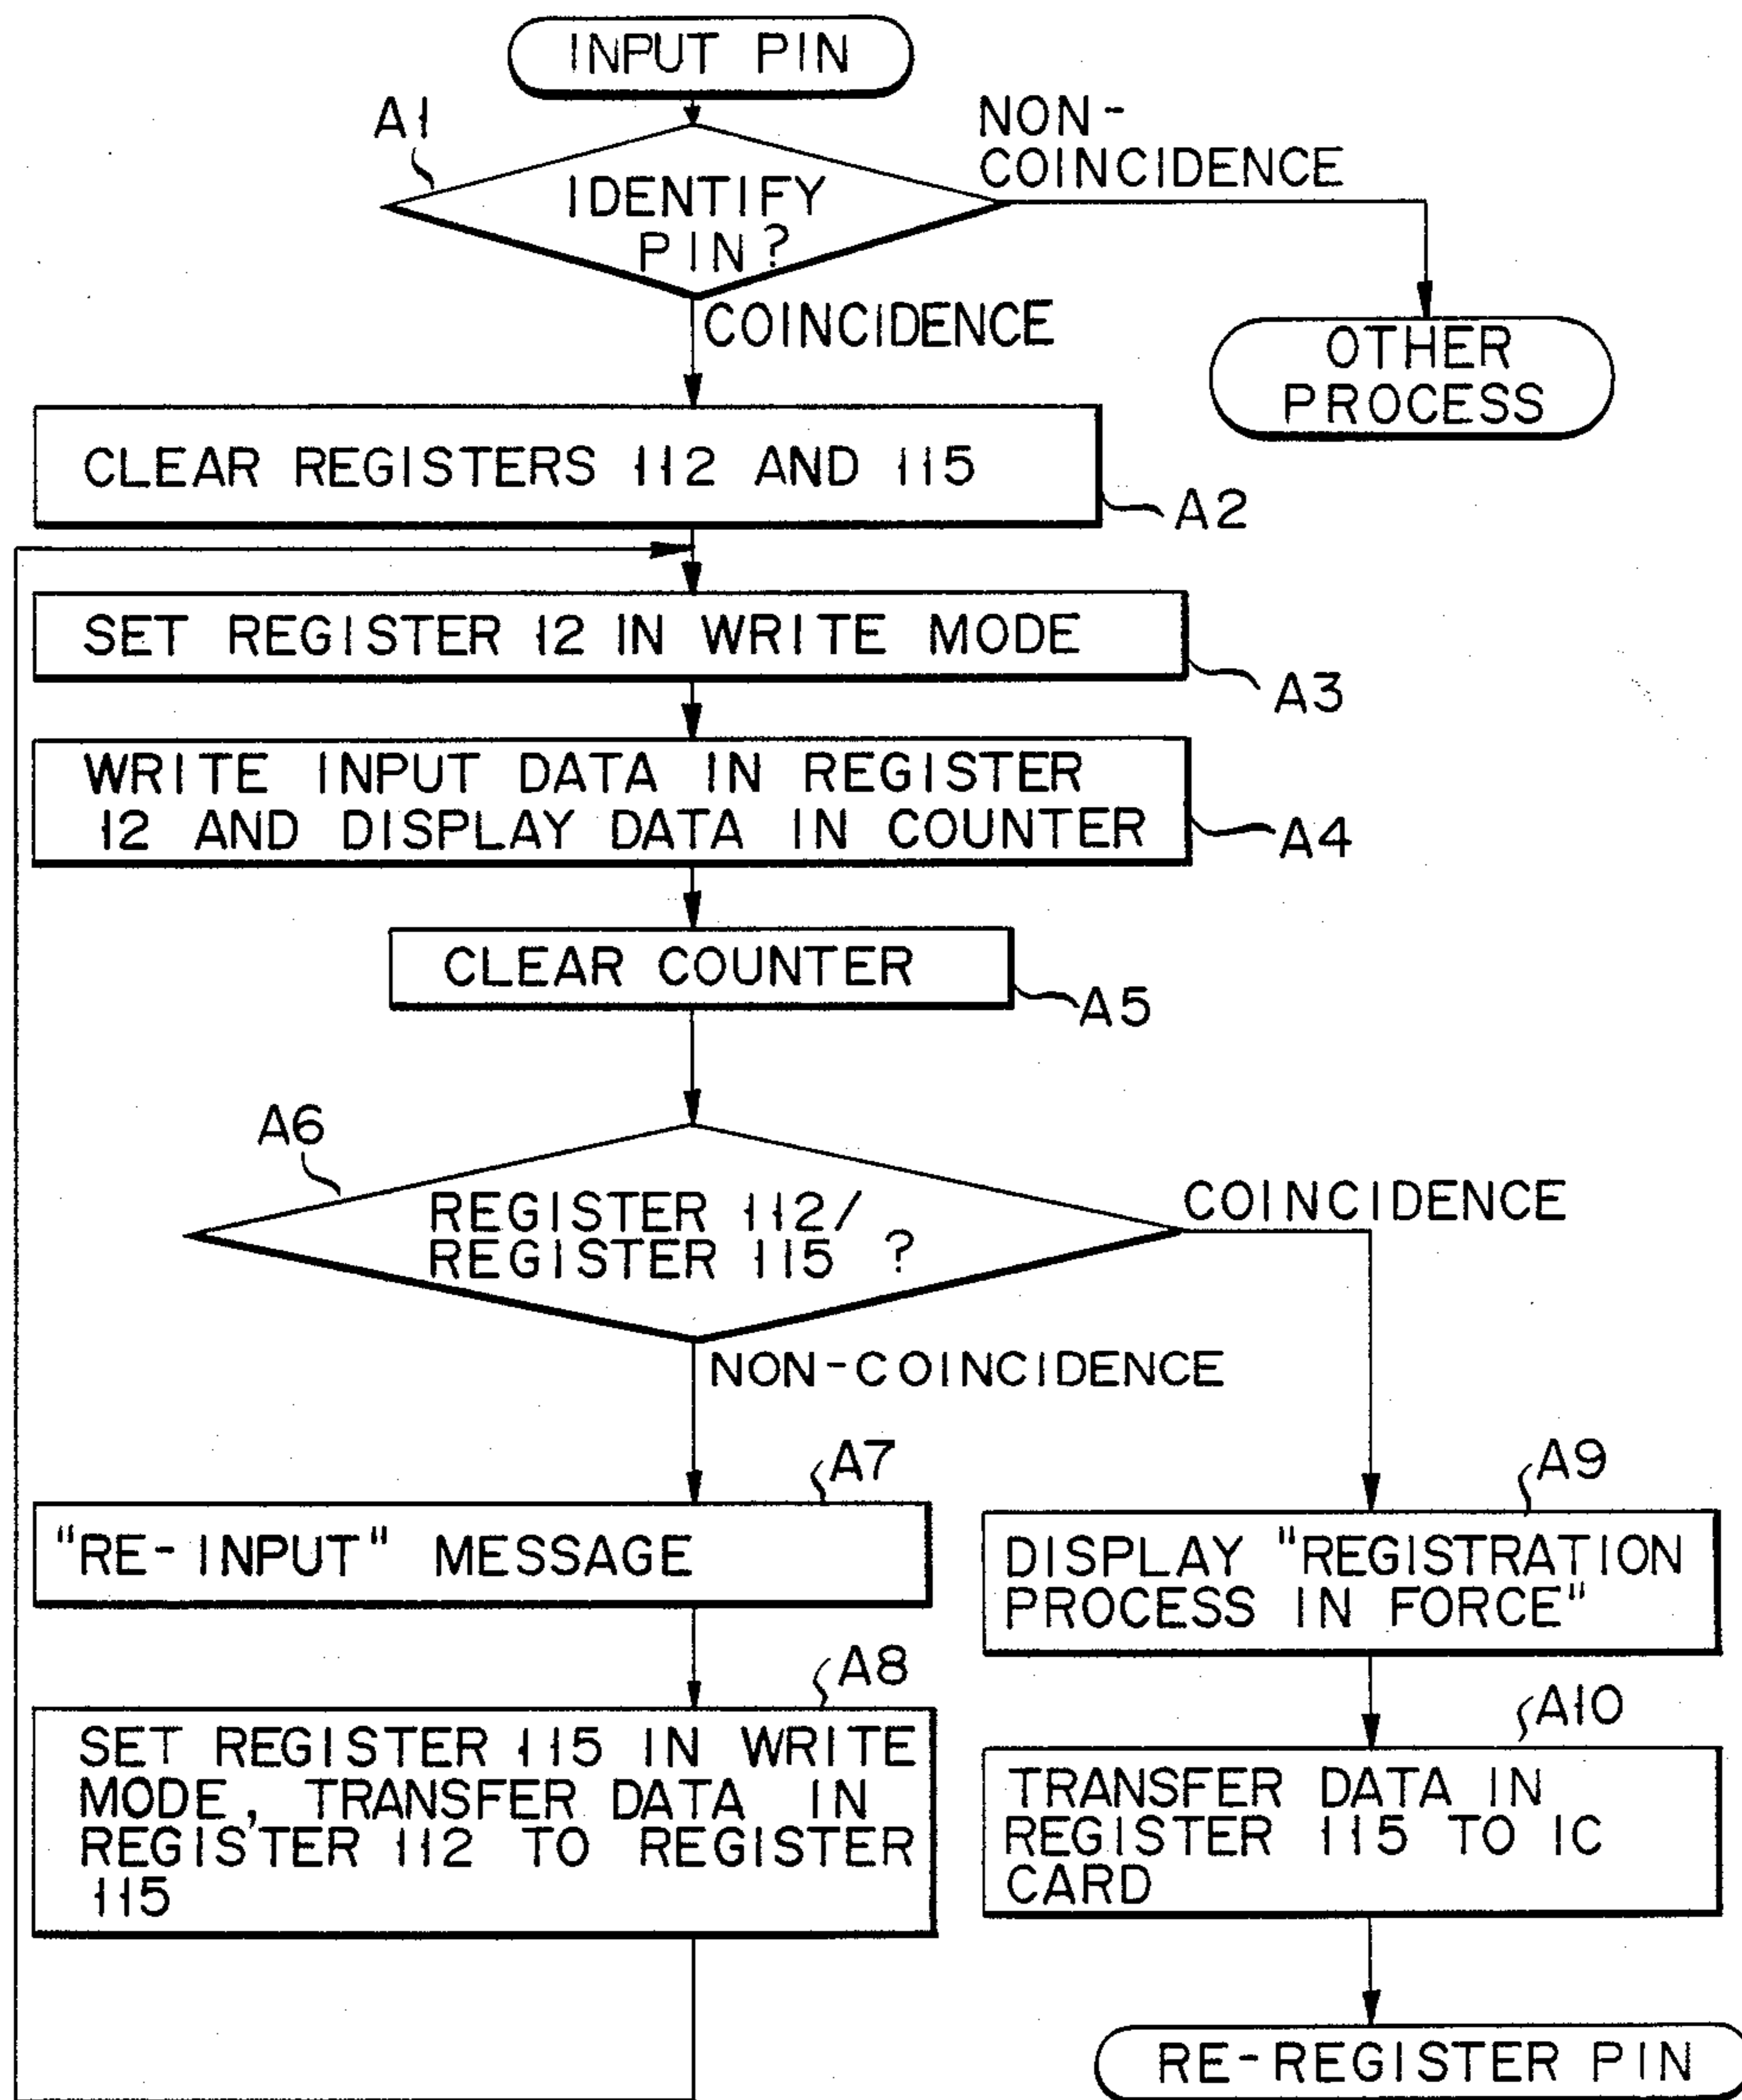 INPUT PIN
A1
NON-
COINCIDENCE
IDENTIFY
PIN?
COINCIDENCE
OTHER
PROCESS
CLEAR REGISTERS 112 AND 115
A2
SET REGISTER 12 IN WRITE MODE
A3
WRITE INPUT DATA IN REGISTER
12 AND DISPLAY DATA IN COUNTER
A4
CLEAR COUNTER
A5
A6
REGISTER 112/
REGISTER 115 ?
COINCIDENCE
NON-COINCIDENCE
A7
"RE-INPUT" MESSAGE
A8
SET REGISTER 115 IN WRITE
MODE, TRANSFER DATA IN
REGISTER 112 TO REGISTER
115
A9
DISPLAY "REGISTRATION
PROCESS IN FORCE"
A10
TRANSFER DATA IN
REGISTER 115 TO IC
CARD
RE-REGISTER PIN